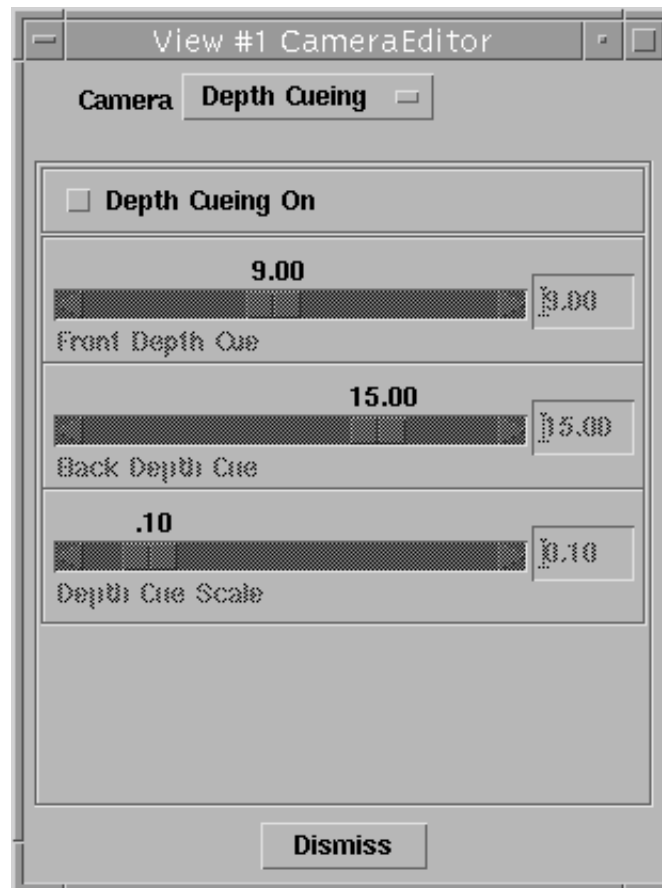 View #1 CameraEditor
Camera Depth Cueing
Depth Cueing On
9.00
9.00
Front Depth Cue
15.00
15.00
Back Depth Cue
.10
0.10
Depth Cue Scale
Dismiss